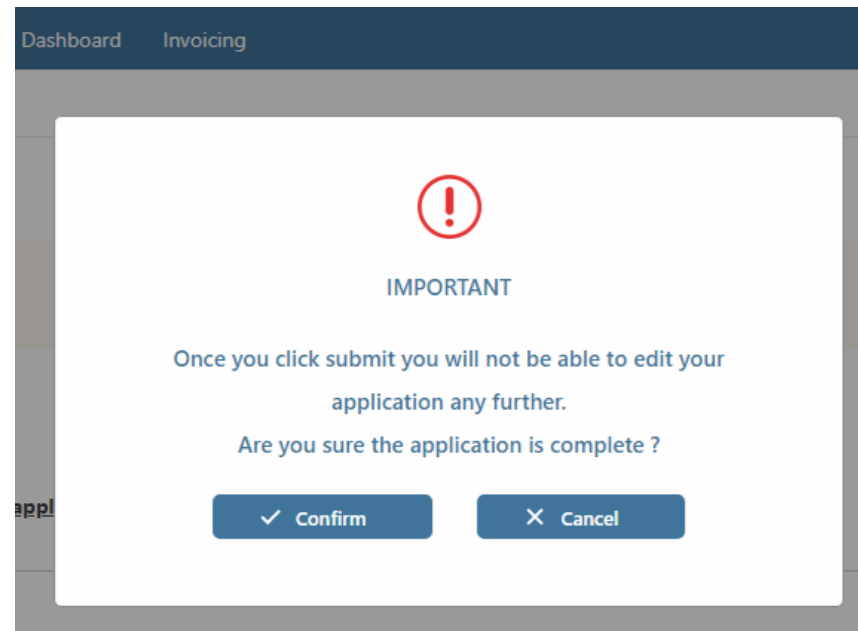 Dashboard Invoicing
IMPORTANT
Once you click submit you will not be able to edit your
application any further.
Are you sure the application is complete ?
appl
Confirm Cancel